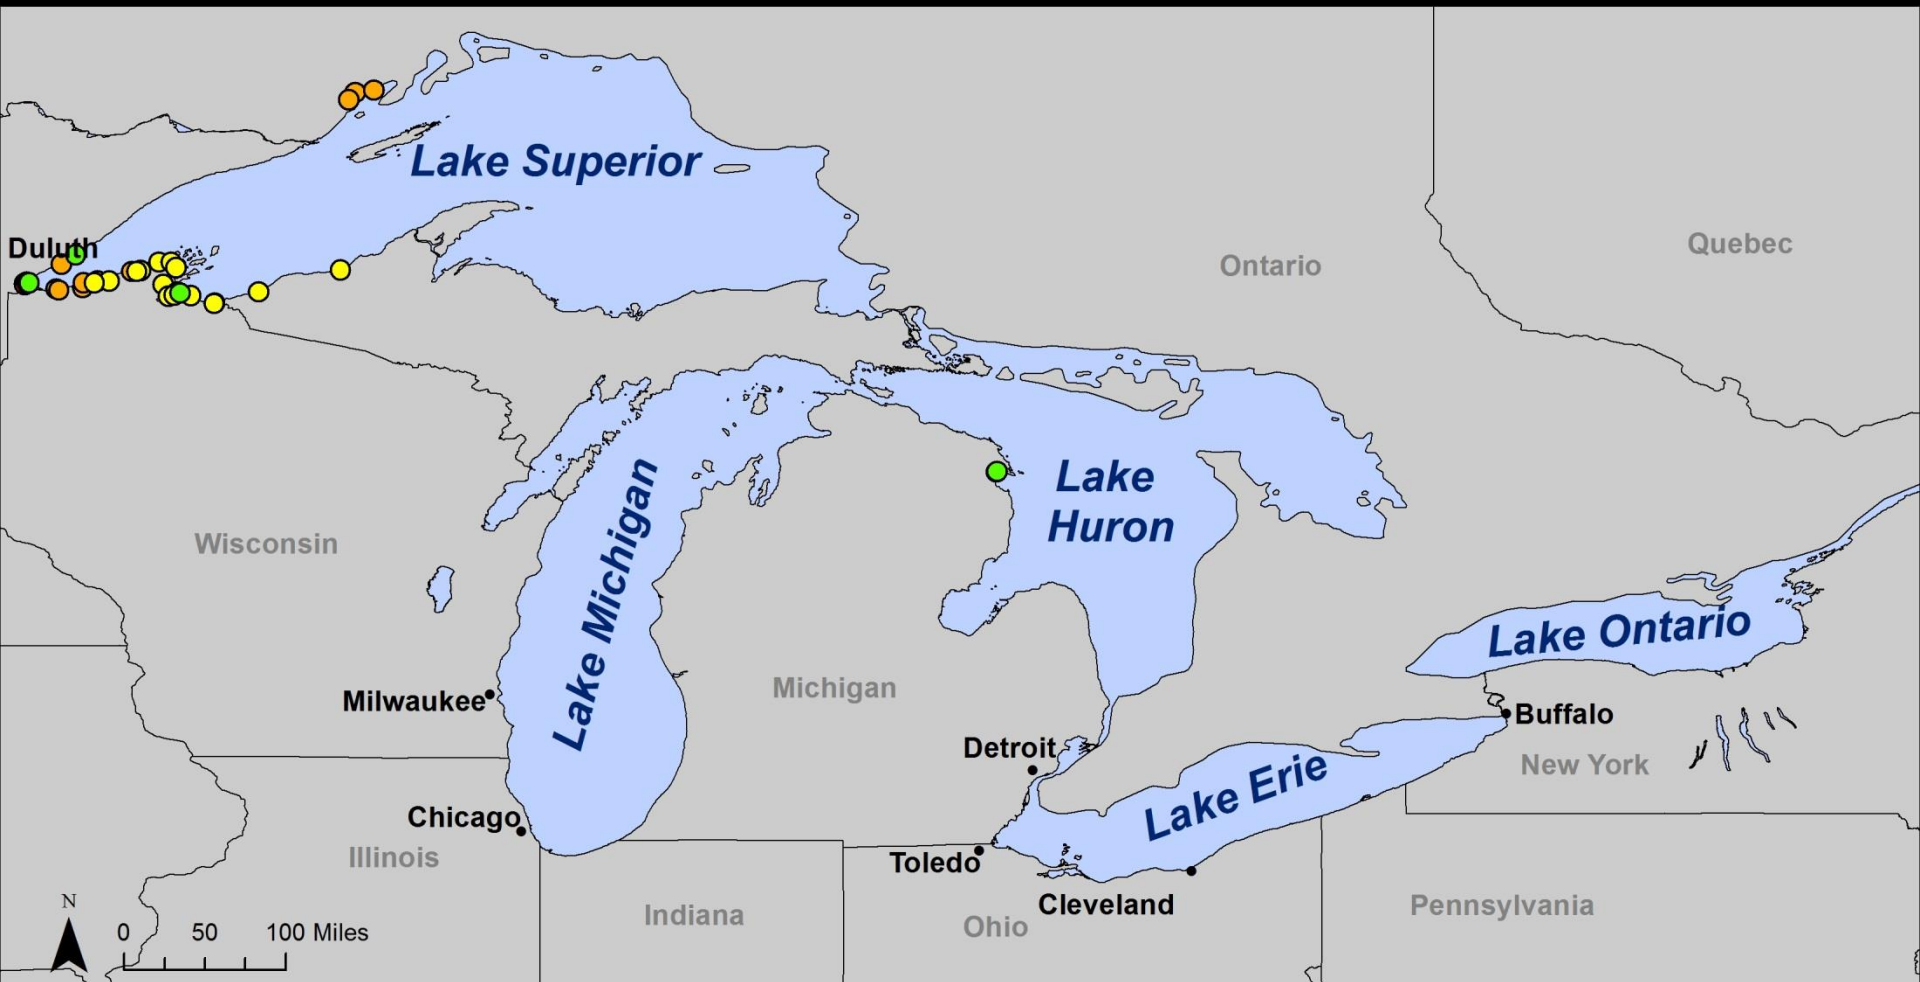 Lake Superior
Duluth
Quebec
Ontario
Lake
Huron
Wisconsin
Lake Michigan
Lake Ontario
Milwaukee
Michigan
Buffalo
Detroit
New York
Lake Erie
Chicago
Illinois
Toledo
Cleveland
Indiana
Ohio
Pennsylvania
N
0 50 100 Miles